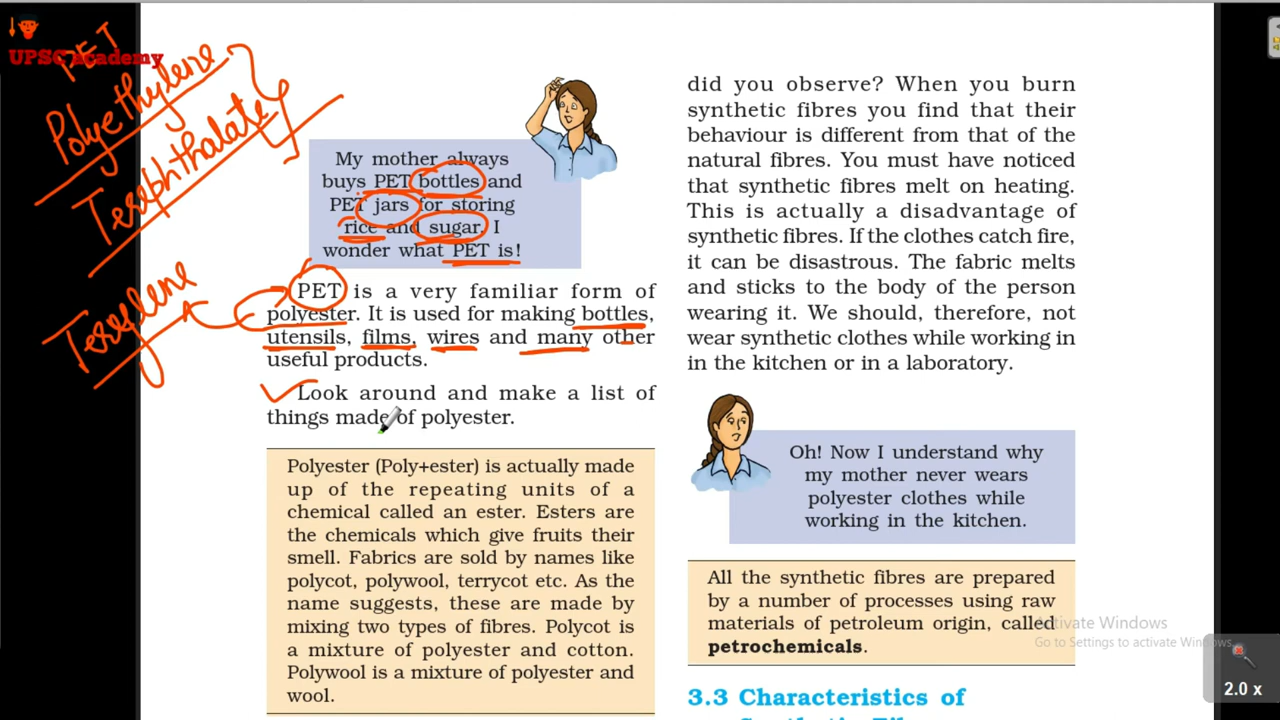 UPSC academy
PET
Polyethylene
Terephthalate
Terrylene
My mother always
buys PET bottles and
PET jars for storing
rice and sugar. I
wonder what PET is!
PET is a very familiar form of
polyester. It is used for making bottles,
utensils, films, wires and many other
useful products.
Look around and make a list of
things made of polyester.
Polyester (Poly+ester) is actually made
up of the repeating units of a
chemical called an ester. Esters are
the chemicals which give fruits their
smell. Fabrics are sold by names like
polycot, polywool, terrycot etc. As the
name suggests, these are made by
mixing two types of fibres. Polycot is
a mixture of polyester and cotton.
Polywool is a mixture of polyester and
wool.
did you observe? When you burn
synthetic fibres you find that their
behaviour is different from that of the
natural fibres. You must have noticed
that synthetic fibres melt on heating.
This is actually a disadvantage of
synthetic fibres. If the clothes catch fire,
it can be disastrous. The fabric melts
and sticks to the body of the person
wearing it. We should, therefore, not
wear synthetic clothes while working in
in the kitchen or in a laboratory.
Oh! Now I understand why
my mother never wears
polyester clothes while
working in the kitchen.
All the synthetic fibres are prepared
by a number of processes using raw
materials of petroleum origin, called
petrochemicals.
3.3 Characteristics of
Activate Windows
Go to Settings to activate Windows.
2.0 x